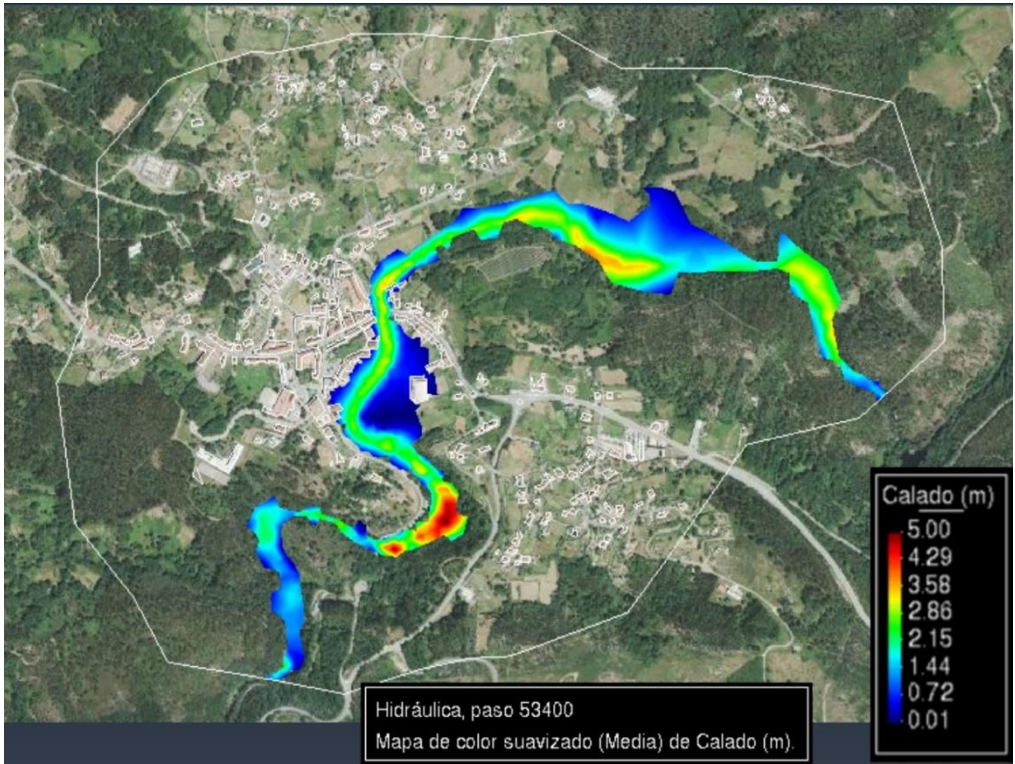 Calado (m)
5.00
4.29
3.58
2.86
2.15
1.44
0.72
0.01
Hidráulica, paso 53400
Mapa de color suavizado (Media) de Calado (m).